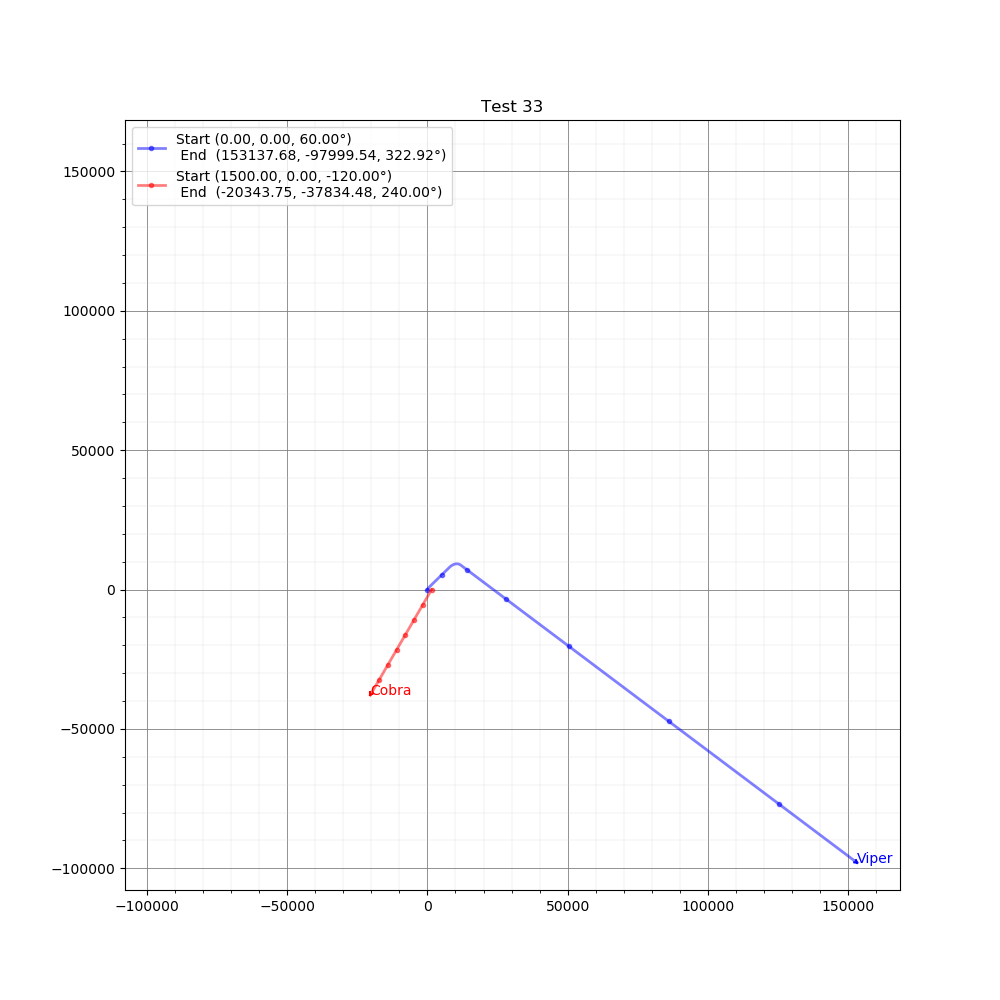 Test 33
Start (0.00, 0.00, 60.00°)
End (153137.68, -97999.54, 322.92°)
Start (1500.00, 0.00, -120.00°)
End (-20343.75, -37834.48, 240.00°)
150000
100000
50000
0
−50000
−100000
Cobra
Viper
−100000 −50000 0 50000 100000 150000